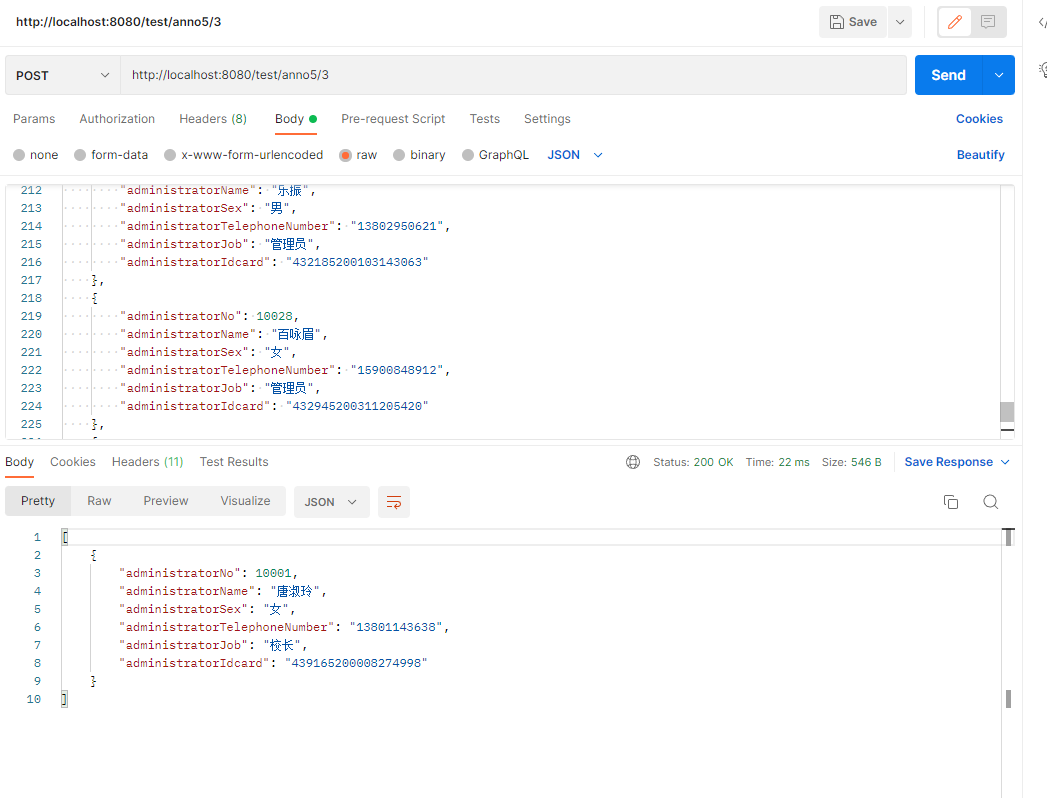 http://localhost:8080/test/anno5/3
Save
POST
http://localhost:8080/test/anno5/3
Send
Params Authorization Headers (8) Body Pre-request Script Tests Settings Cookies
none form-data x-www-form-urlencoded raw binary GraphQL JSON Beautify
212 "administratorName": "乐振",
213 "administratorSex": "男",
214 "administratorTelephoneNumber": "13802950621",
215 "administratorJob": "管理员",
216 "administratorIdcard": "432185200103143063"
217 },
218 {
219 "administratorNo": 10028,
220 "administratorName": "百咏眉",
221 "administratorSex": "女",
222 "administratorTelephoneNumber": "15900848912",
223 "administratorJob": "管理员",
224 "administratorIdcard": "432945200311205420"
225 },
Body Cookies Headers (11) Test Results Status: 200 OK Time: 22 ms Size: 546 B Save Response
Pretty Raw Preview Visualize JSON
1 [
2 {
3 "administratorNo": 10001,
4 "administratorName": "唐淑玲",
5 "administratorSex": "女",
6 "administratorTelephoneNumber": "13801143638",
7 "administratorJob": "校长",
8 "administratorIdcard": "439165200008274998"
9 }
10 ]